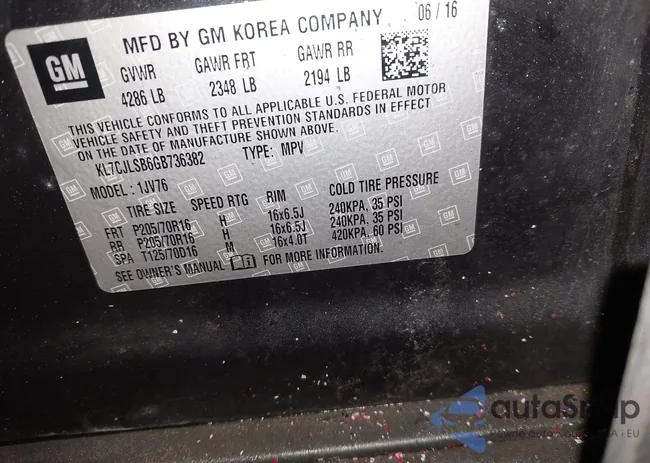 MFD BY GM KOREA COMPANY 06 / 16
GM
GVWR GAWR FRT GAWR RR
4286 LB 2348 LB 2194 LB
THIS VEHICLE CONFORMS TO ALL APPLICABLE U.S. FEDERAL MOTOR
VEHICLE SAFETY AND THEFT PREVENTION STANDARDS IN EFFECT
ON THE DATE OF MANUFACTURE SHOWN ABOVE.
KL7CJLSB6GB736382 TYPE: MPV
MODEL: 1JV76
TIRE SIZE SPEED RTG RIM COLD TIRE PRESSURE
FRT P205/70R16 H 16x6.5J 240KPA, 35 PSI
RR P205/70R16 H 16x6.5J 240KPA, 35 PSI
SPA T125/70D16 M 16x4.0T 420KPA, 60 PSI
SEE OWNER'S MANUAL FOR MORE INFORMATION.